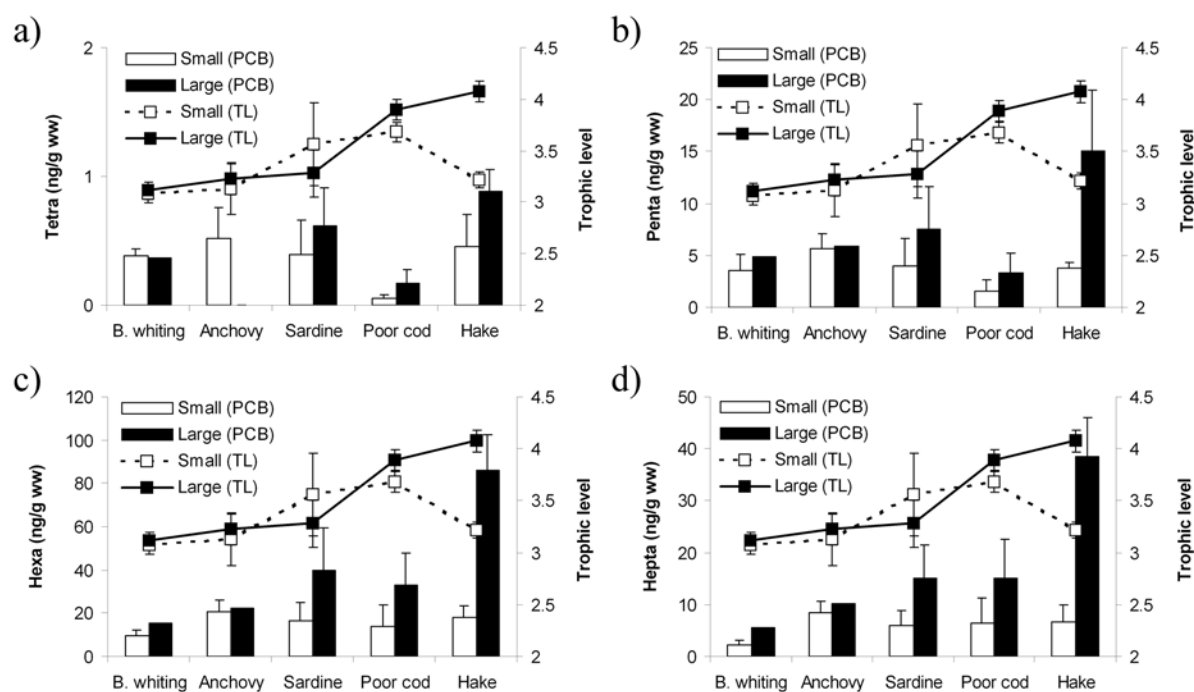 a)
Tetra (ng/g ww)
2
1
0
Small (PCB)
Large (PCB)
Small (TL)
Large (TL)
4.5
4
3.5
3
2.5
2
Trophic level
B. whiting Anchovy Sardine Poor cod Hake
b)
Penta (ng/g ww)
25
20
15
10
5
0
Small (PCB)
Large (PCB)
Small (TL)
Large (TL)
4.5
4
3.5
3
2.5
2
Trophic level
B. whiting Anchovy Sardine Poor cod Hake
c)
Hexa (ng/g ww)
120
100
80
60
40
20
0
Small (PCB)
Large (PCB)
Small (TL)
Large (TL)
4.5
4
3.5
3
2.5
2
Trophic level
B. whiting Anchovy Sardine Poor cod Hake
d)
Hepta (ng/g ww)
50
40
30
20
10
0
Small (PCB)
Large (PCB)
Small (TL)
Large (TL)
4.5
4
3.5
3
2.5
2
Trophic level
B. whiting Anchovy Sardine Poor cod Hake